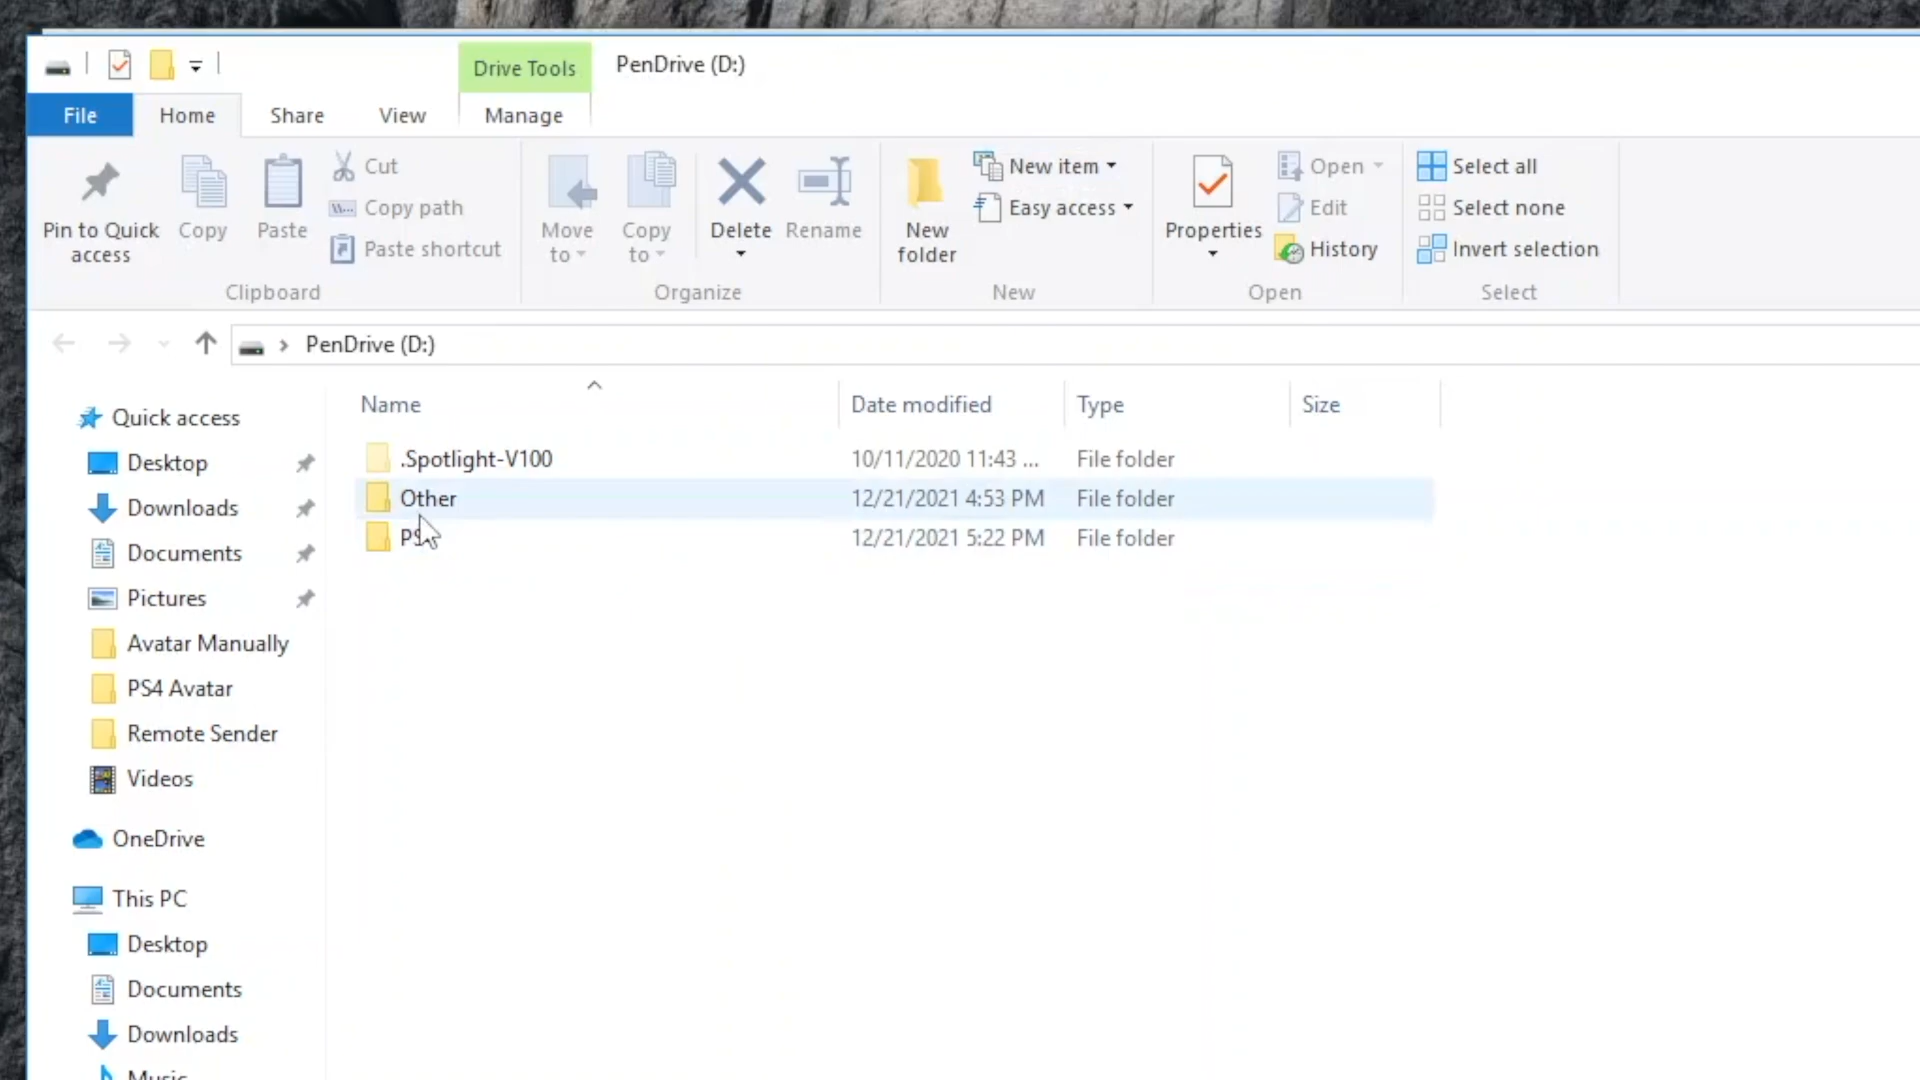 Drive Tools
PenDrive (D:)
File
Home
Share
View
Manage
Pin to Quick access
Copy
Paste
Cut
Copy path
Paste shortcut
Clipboard
Move to
Copy to
Delete
Rename
Organize
New folder
New item
Easy access
New
Properties
Open
Edit
History
Open
Select all
Select none
Invert selection
Select
PenDrive (D:)
Name
Date modified
Type
Size
.Spotlight-V100 10/11/2020 11:43 ... File folder
Other 12/21/2021 4:53 PM File folder
12/21/2021 5:22 PM File folder
Quick access
Desktop
Downloads
Documents
Pictures
Avatar Manually
PS4 Avatar
Remote Sender
Videos
OneDrive
This PC
Desktop
Documents
Downloads
Music